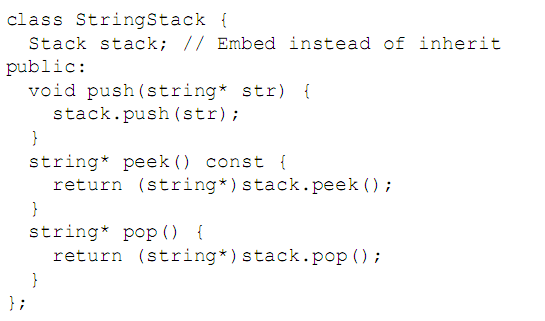 class StringStack {
  Stack stack; // Embed instead of inherit
public:
  void push(string* str) {
    stack.push(str);
  }
  string* peek() const {
    return (string*)stack.peek();
  }
  string* pop() {
    return (string*)stack.pop();
  }
};